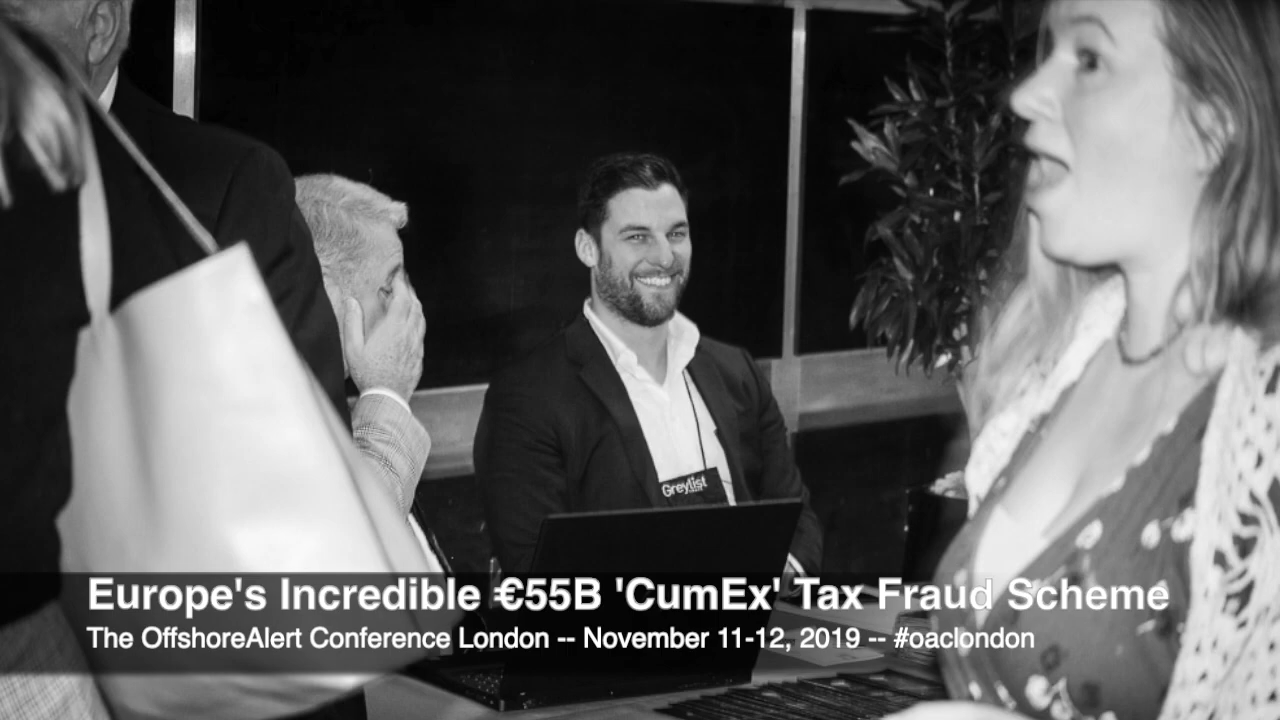 Greylist
Europe's Incredible €55B 'CumEx' Tax Fraud Scheme
The OffshoreAlert Conference London -- November 11-12, 2019 -- #oaclondon